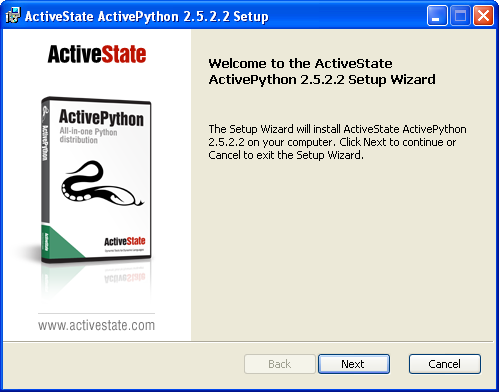 ActiveState ActivePython 2.5.2.2 Setup
ActiveState
ActivePython
All-in-one Python
distribution
ActivePython
ActiveState
www.activestate.com
Welcome to the ActiveState
ActivePython 2.5.2.2 Setup Wizard
The Setup Wizard will install ActiveState ActivePython
2.5.2.2 on your computer. Click Next to continue or
Cancel to exit the Setup Wizard.
Back
Next
Cancel